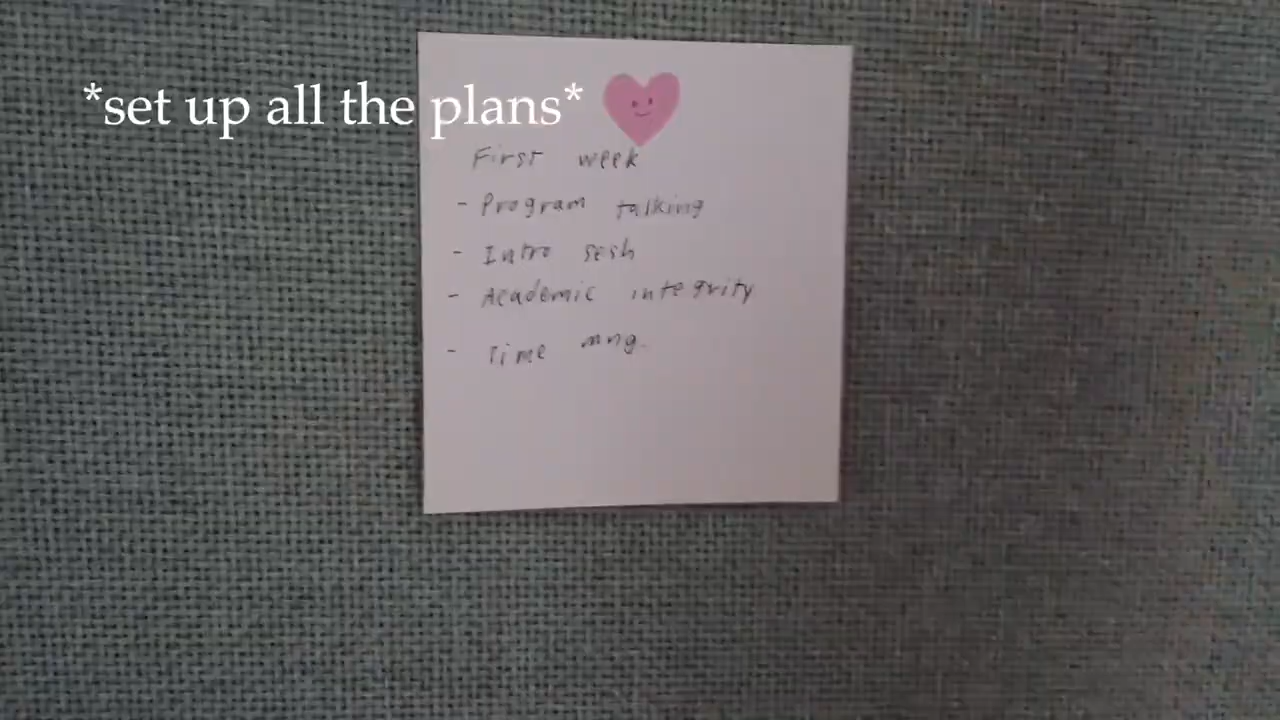 *set up all the plans*
First week
- Program talking
- Intro sesh
- Academic integrity
- Time mng.